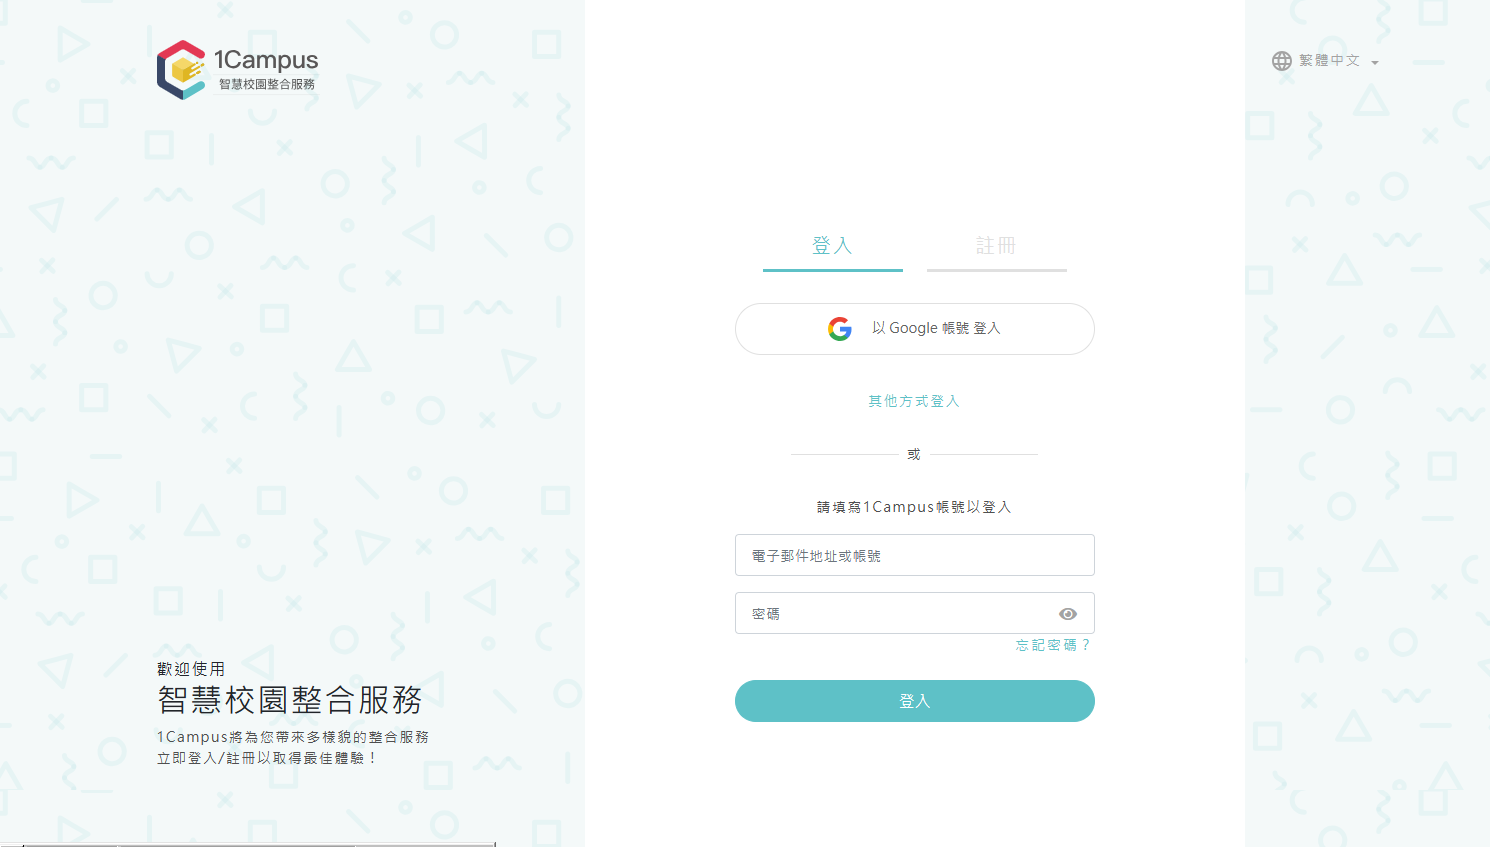 1Campus
智慧校園整合服務
繁體中文
登入
註冊
以 Google 帳號 登入
其他方式登入
或
請填寫1Campus帳號以登入
電子郵件地址或帳號
密碼
忘記密碼？
登入
歡迎使用
智慧校園整合服務
1Campus將為您帶來多樣貌的整合服務
立即登入/註冊以取得最佳體驗！